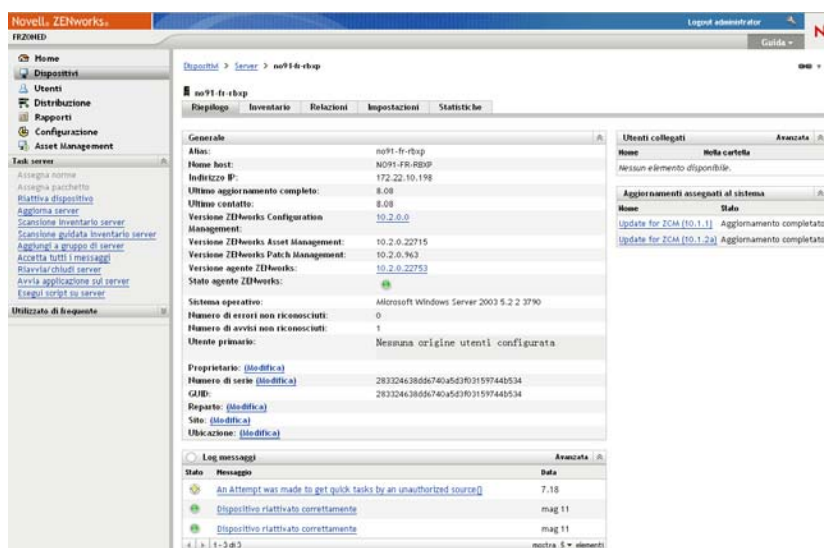 Novell® ZENworks®
Logout administrator
FRZONED
Guida
Home
Dispositivi
Utenti
Distribuzione
Rapporti
Configurazione
Asset Management
Task server
Assegna norme
Assegna pacchetto
Riattiva dispositivo
Aggiorna server
Scansione inventario server
Scansione guidata inventario server
Aggiungi a gruppo di server
Accetta tutti i messaggi
Riavvia/chiudi server
Avvia applicazione sul server
Esegui script su server
Utilizzato di frequente
Dispositivi > Server > no91-fr-rbxp
no91-fr-rbxp
Riepilogo Inventario Relazioni Impostazioni Statistiche
Generale
Alias: no91-fr-rbxp
Nome host: NO91-FR-RBXP
Indirizzo IP: 172.22.10.198
Ultimo aggiornamento completo: 8.08
Ultimo contatto: 8.08
Versione ZENworks Configuration Management: 10.2.0.0
Versione ZENworks Asset Management: 10.2.0.22715
Versione ZENworks Patch Management: 10.2.0.963
Versione agente ZENworks: 10.2.0.22753
Stato agente ZENworks:
Sistema operativo: Microsoft Windows Server 2003 5.2 2 3790
Numero di errori non riconosciuti: 0
Numero di avvisi non riconosciuti: 1
Utente primario: Nessuna origine utenti configurata
Proprietario: (Modifica)
Numero di serie (Modifica) 283324638dd6740a5d3f03159744b534
GUID: 283324638dd6740a5d3f03159744b534
Reparto: (Modifica)
Sito: (Modifica)
Ubicazione: (Modifica)
Log messaggi Avanzata
Stato Messaggio Data
An Attempt was made to get quick tasks by an unauthorized source() 7.18
Dispositivo riattivato correttamente mag 11
Dispositivo riattivato correttamente mag 11
1 - 3 di 3 mostra 5 elementi
Utenti collegati Avanzata
Nome Nella cartella
Nessun elemento disponibile.
Aggiornamenti assegnati al sistema
Nome Stato
Update for ZCM (10.1.1) Aggiornamento completato
Update for ZCM (10.1.2a) Aggiornamento completato